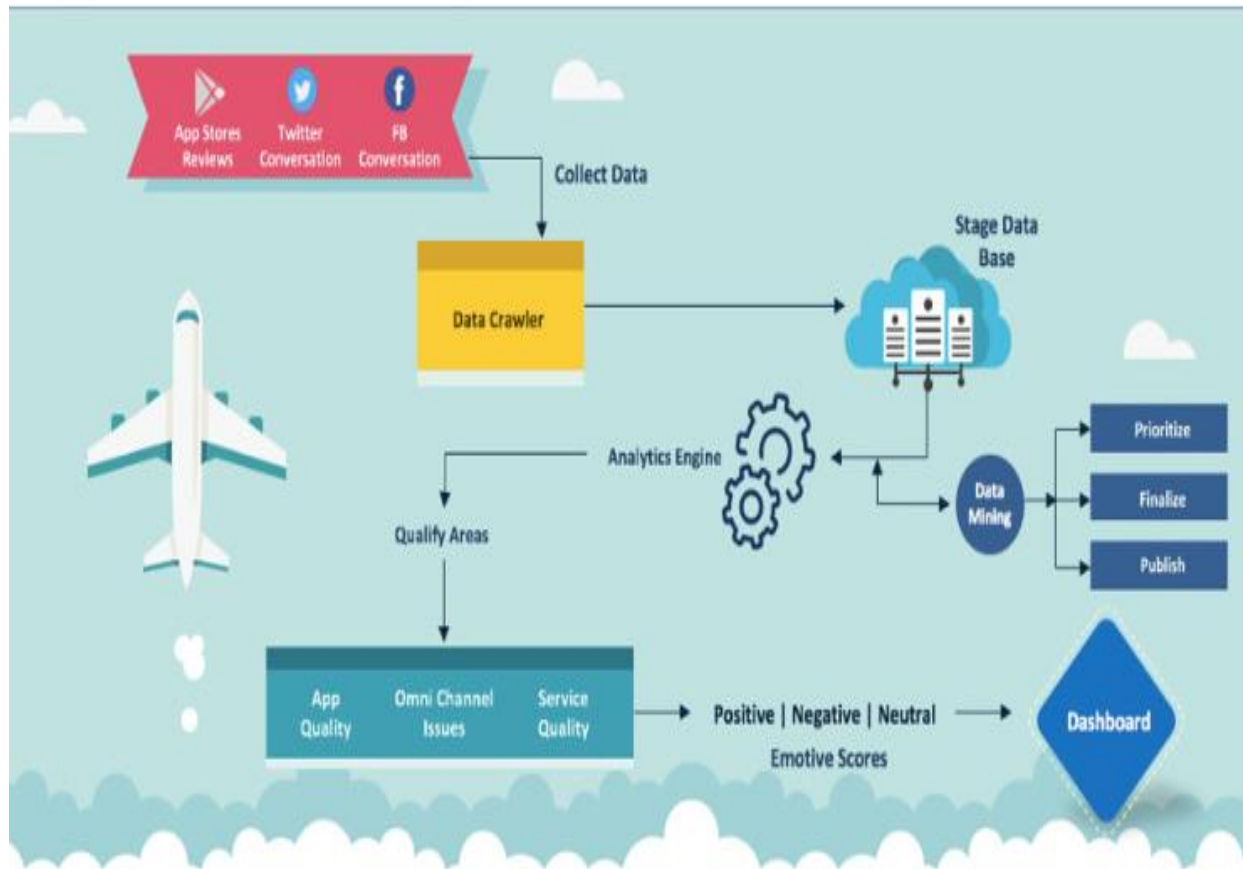 App Stores
Reviews
Twitter
Conversation
FB
Conversation
Collect Data
Data Crawler
Stage Data
Base
Analytics Engine
Data
Mining
Prioritize
Finalize
Publish
Qualify Areas
App
Quality
Omni Channel
Issues
Service
Quality
Positive | Negative | Neutral
Emotive Scores
Dashboard